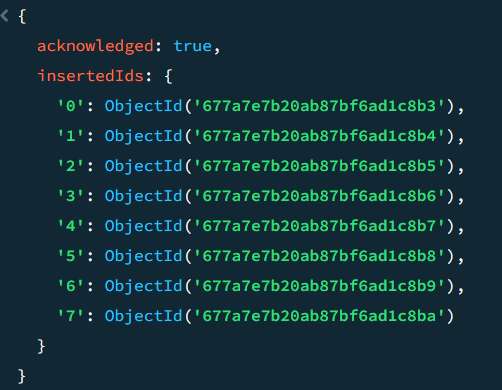 {
acknowledged: true,
insertedIds: {
'0': ObjectId('677a7e7b20ab87bf6ad1c8b3'),
'1': ObjectId('677a7e7b20ab87bf6ad1c8b4'),
'2': ObjectId('677a7e7b20ab87bf6ad1c8b5'),
'3': ObjectId('677a7e7b20ab87bf6ad1c8b6'),
'4': ObjectId('677a7e7b20ab87bf6ad1c8b7'),
'5': ObjectId('677a7e7b20ab87bf6ad1c8b8'),
'6': ObjectId('677a7e7b20ab87bf6ad1c8b9'),
'7': ObjectId('677a7e7b20ab87bf6ad1c8ba')
}
}